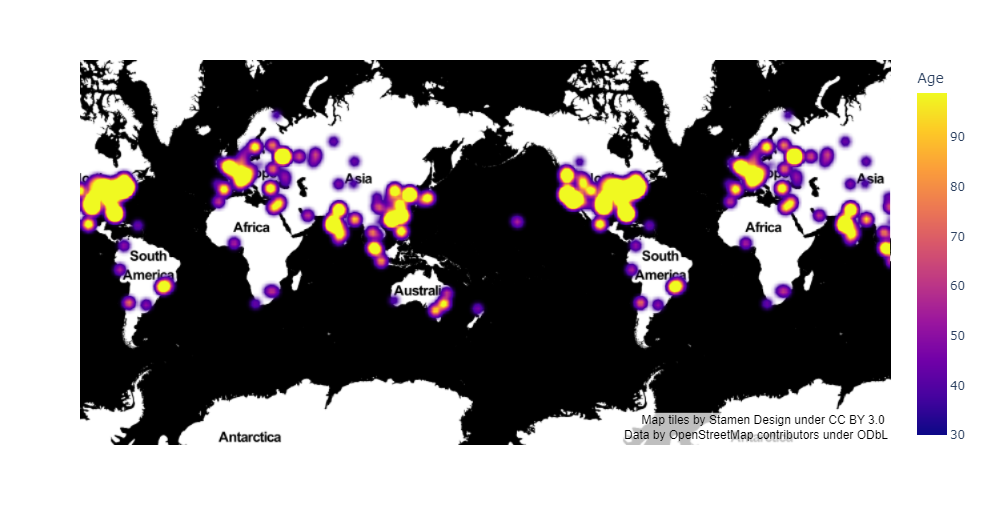 Age
90
80
70
60
50
40
30
Asia
Africa
South
America
Australi
Antarctica
Asia
Africa
South
America
Map tiles by Stamen Design under CC BY 3.0
Data by OpenStreetMap contributors under ODbL